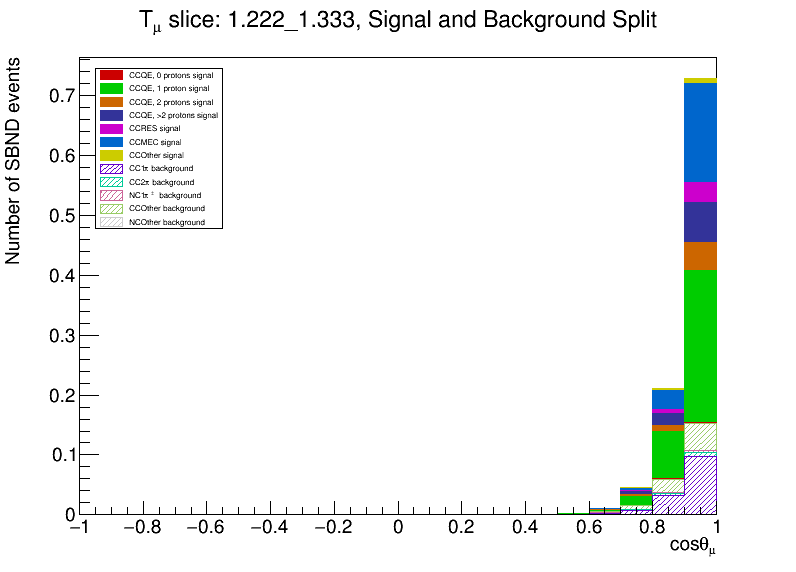 Tμ slice: 1.222_1.333, Signal and Background Split
Number of SBND events
CCQE, 0 protons signal
CCQE, 1 proton signal
CCQE, 2 protons signal
CCQE, >2 protons signal
CCRES signal
CCMEC signal
CCOther signal
CC1π background
CC2π background
NC1π ± background
CCOther background
NCOther background
0.7
0.6
0.5
0.4
0.3
0.2
0.1
0
−1 −0.8 −0.6 −0.4 −0.2 0 0.2 0.4 0.6 0.8 1
cosθμ